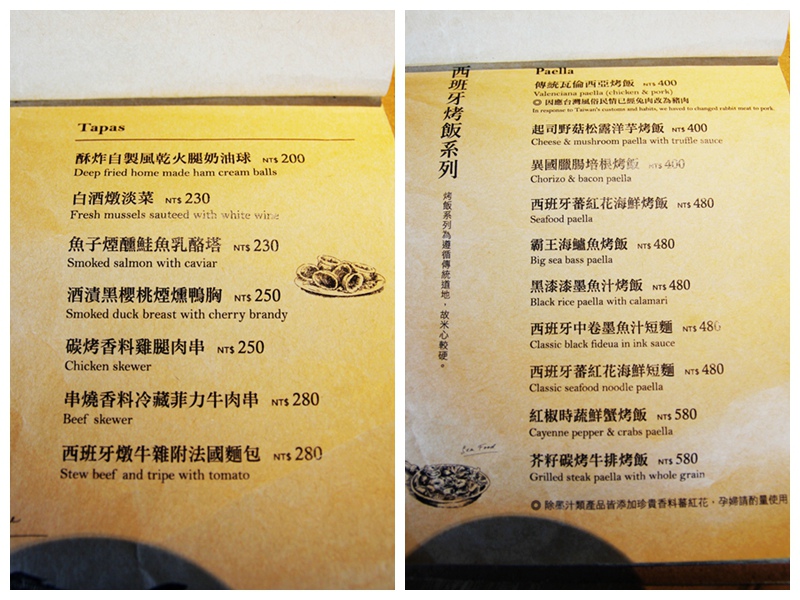 Tapas
酥炸自製風乾火腿奶油球 NT$ 200
Deep fried home made ham cream balls
白酒燉淡菜 NT$ 230
Fresh mussels sauteed with white wine
魚子煙醺鮭魚乳酪塔 NT$ 230
Smoked salmon with caviar
酒漬黑櫻桃煙燻鴨胸 NT$ 250
Smoked duck breast with cherry brandy
碳烤香料雞腿肉串 NT$ 250
Chicken skewer
串燒香料冷藏菲力牛肉串 NT$ 280
Beef skewer
西班牙燉牛雜附法國麵包 NT$ 280
Stew beef and tripe with tomato
西班牙烤飯系列
烤飯系列為遵循傳統道地，故米心較硬。
Paella
傳統瓦倫西亞烤飯 NT$ 400
Valenciana paella (chicken & pork)
◎ 因應台灣風俗民情已經兔肉改為豬肉
In response to Taiwan's customs and habits, we have to changed rabbit meat to pork.
起司野菇松露洋芋烤飯 NT$ 400
Cheese & mushroom paella with truffle sauce
異國臘腸培根烤飯 NT$ 400
Chorizo & bacon paella
西班牙蕃紅花海鮮烤飯 NT$ 480
Seafood paella
霸王海鱸魚烤飯 NT$ 480
Big sea bass paella
黑漆漆墨魚汁烤飯 NT$ 480
Black rice paella with calamari
西班牙中卷墨魚汁短麵 NT$ 480
Classic black fideua in ink sauce
西班牙蕃紅花海鮮短麵 NT$ 480
Classic seafood noodle paella
紅椒時蔬鮮蟹烤飯 NT$ 580
Cayenne pepper & crabs paella
芥籽碳烤牛排烤飯 NT$ 580
Grilled steak paella with whole grain
Sea Food
◎ 除墨汁類產品皆添加珍貴香料蕃紅花，孕婦請酌量使用